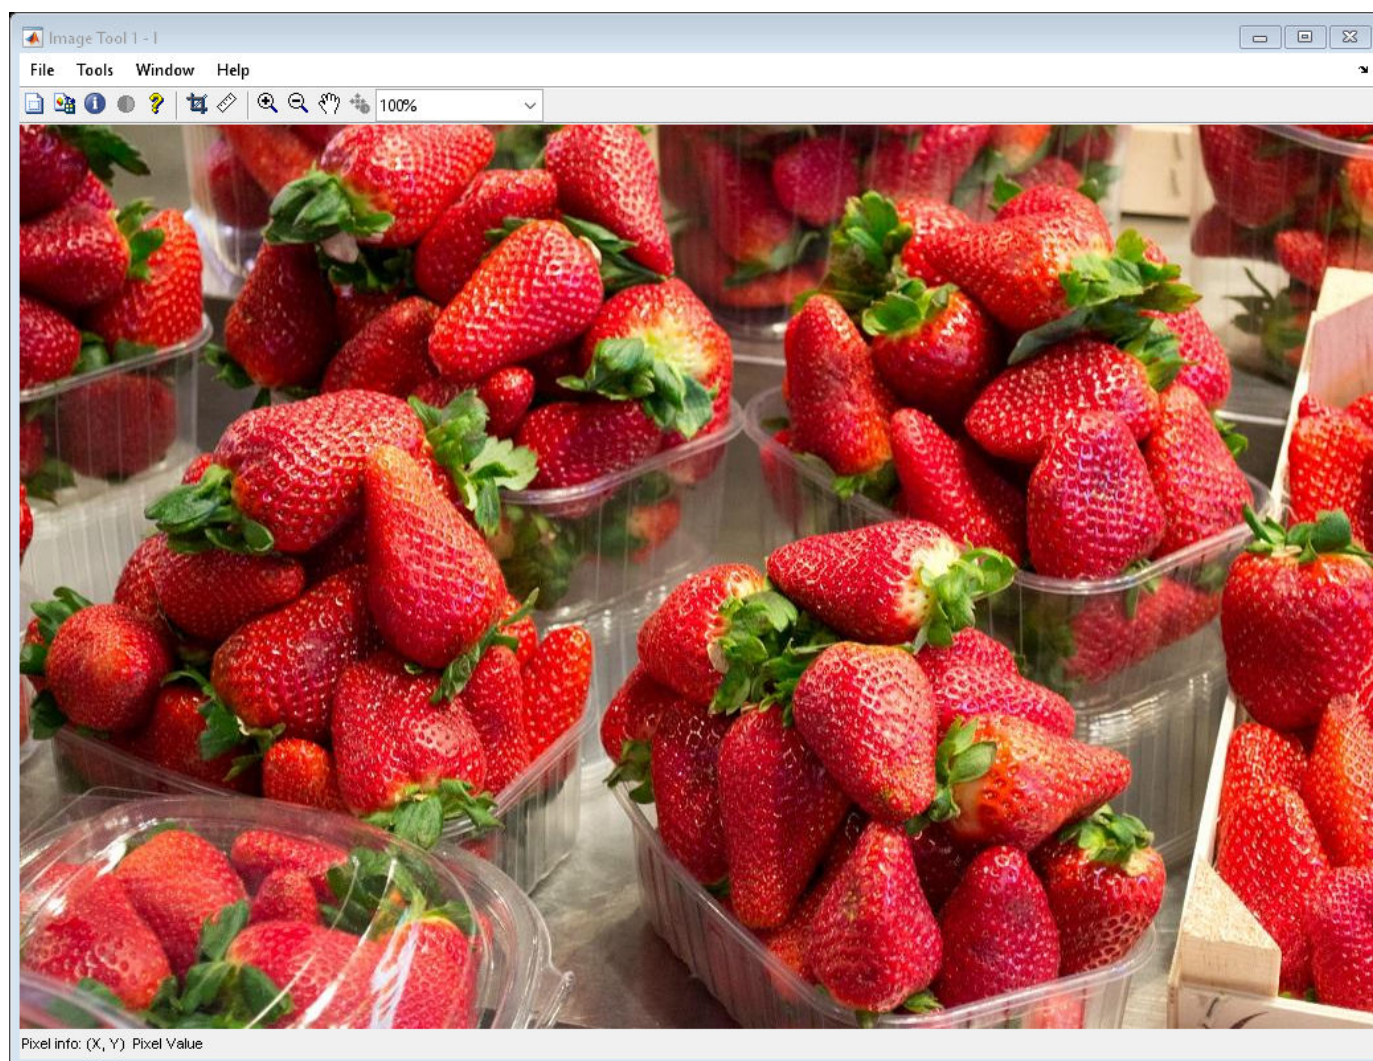 Image Tool 1 - I
File Tools Window Help
100%
Pixel info: (X, Y) Pixel Value